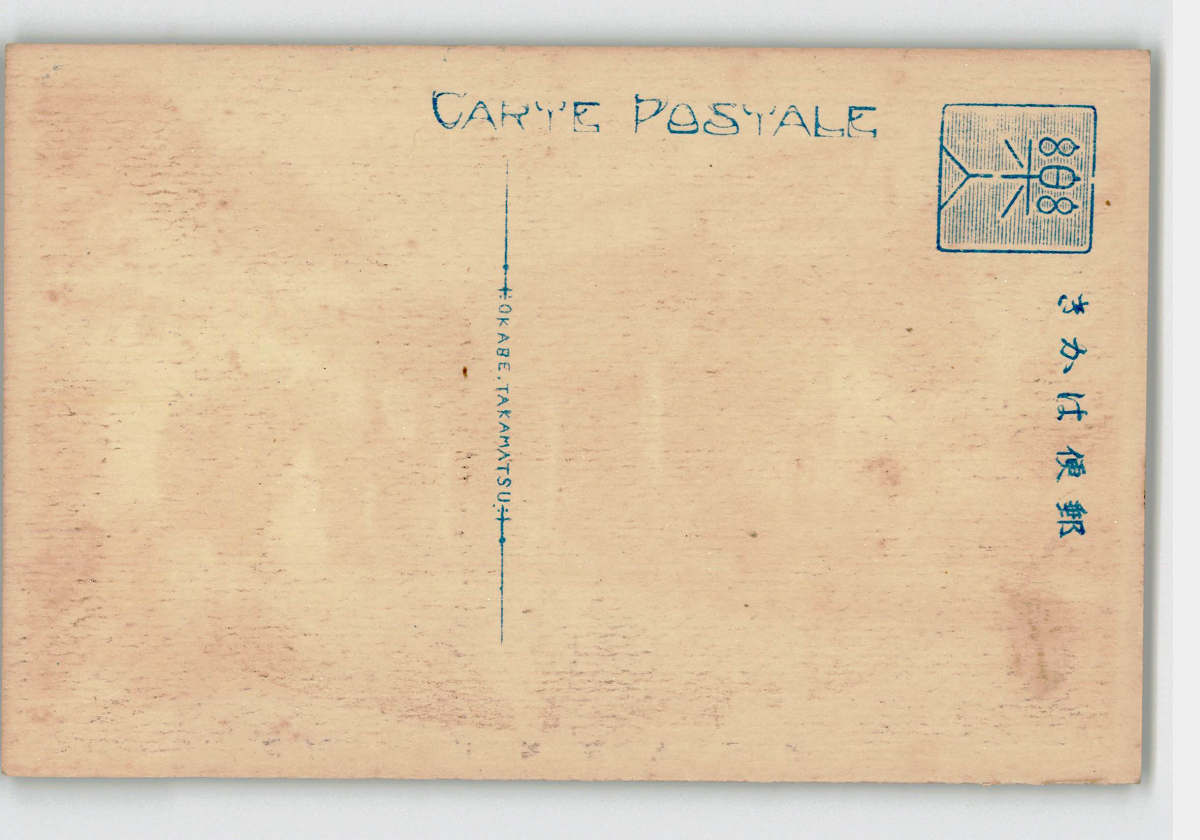 CARTE POSTALE
郵便はかき
OKABE.TAKAMATSU.